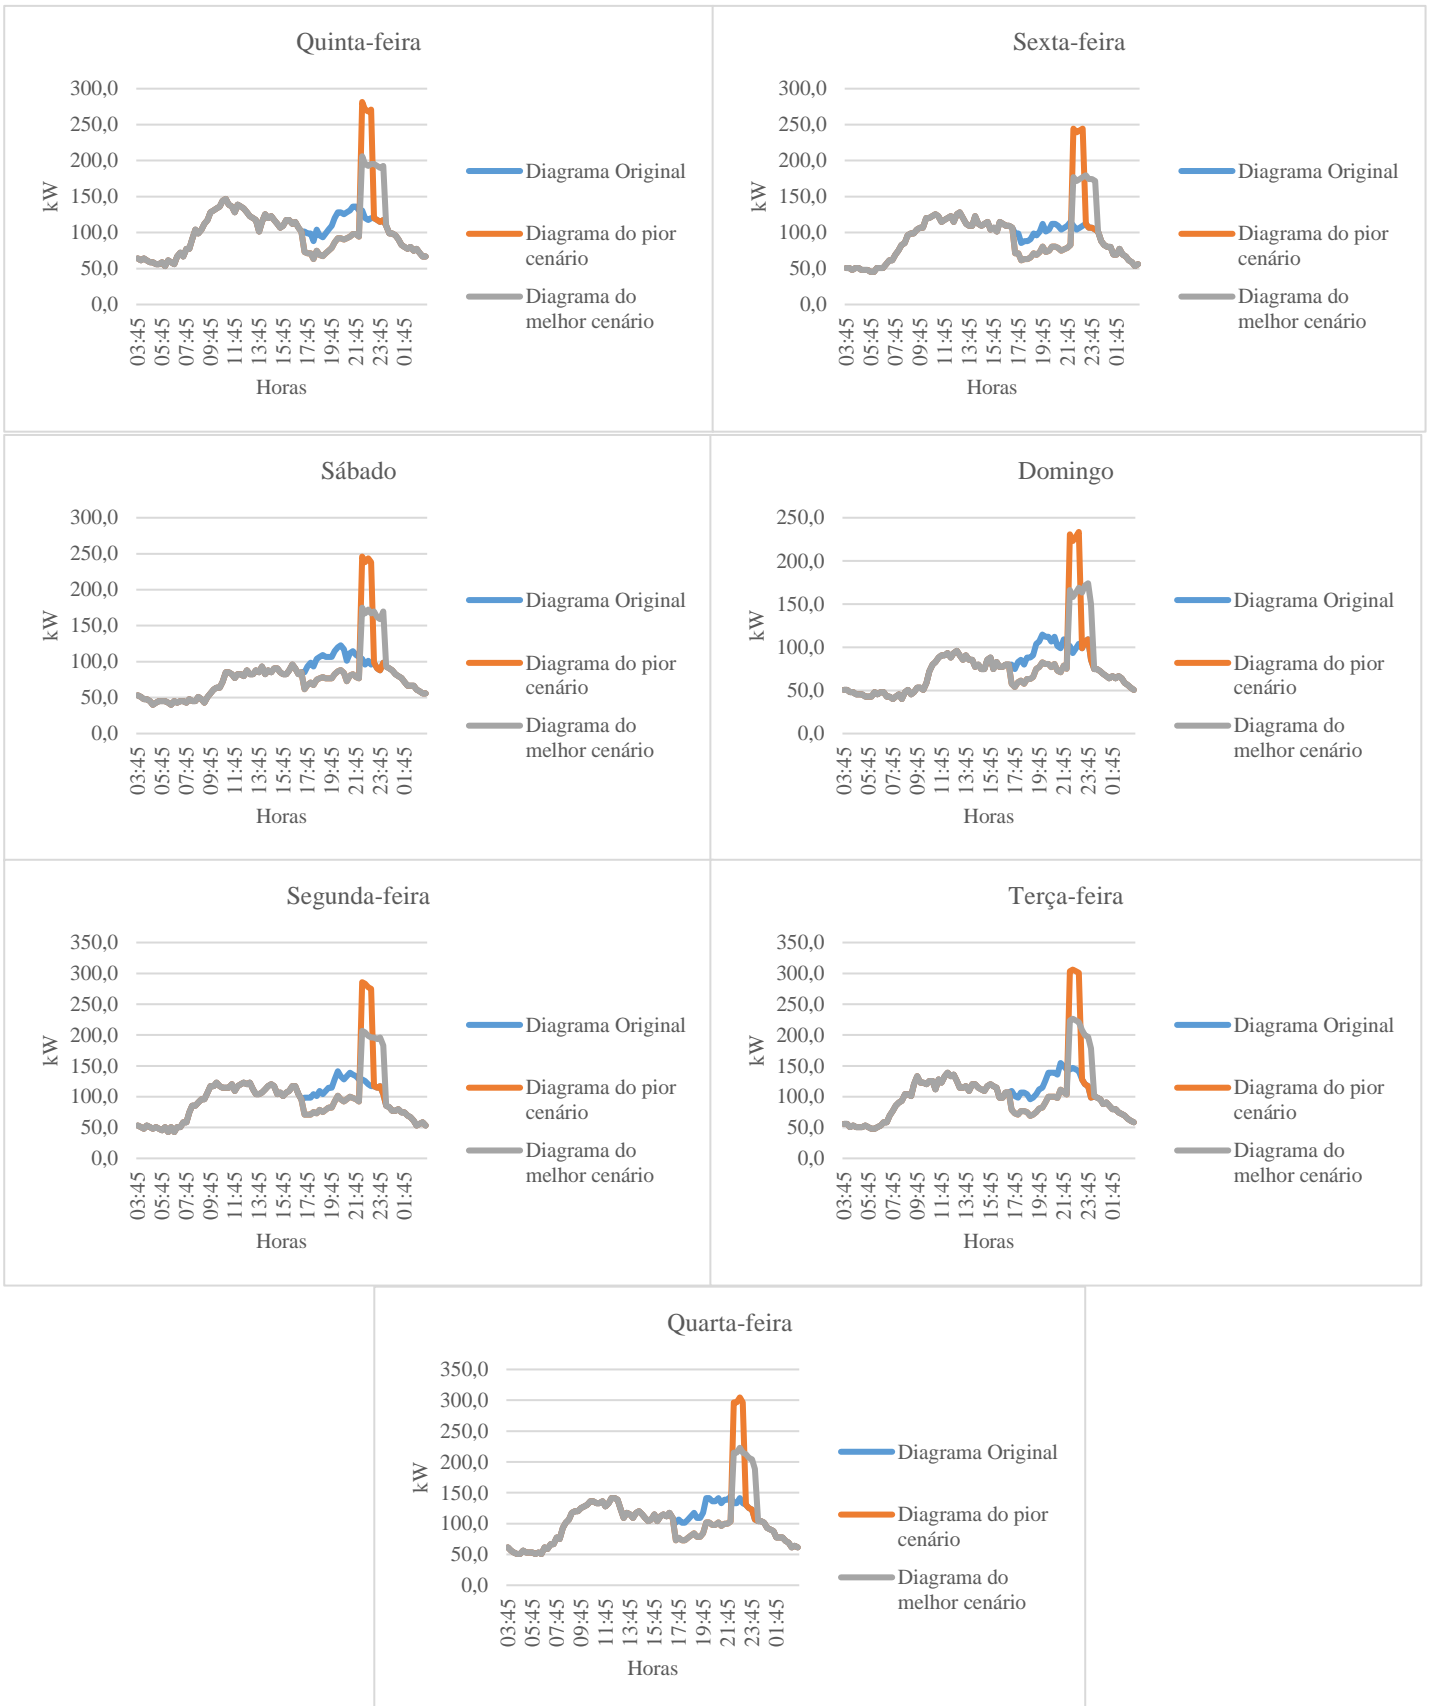 Quinta-feira
300,0
250,0
200,0
150,0
100,0
50,0
0,0
kW
03:45
05:45
07:45
09:45
11:45
13:45
15:45
17:45
19:45
21:45
23:45
01:45
Horas
Diagrama Original
Diagrama do pior
cenário
Diagrama do
melhor cenário
Sexta-feira
300,0
250,0
200,0
150,0
100,0
50,0
0,0
kW
03:45
05:45
07:45
09:45
11:45
13:45
15:45
17:45
19:45
21:45
23:45
01:45
Horas
Diagrama Original
Diagrama do pior
cenário
Diagrama do
melhor cenário
Sábado
300,0
250,0
200,0
150,0
100,0
50,0
0,0
kW
03:45
05:45
07:45
09:45
11:45
13:45
15:45
17:45
19:45
21:45
23:45
01:45
Horas
Diagrama Original
Diagrama do pior
cenário
Diagrama do
melhor cenário
Domingo
250,0
200,0
150,0
100,0
50,0
0,0
kW
03:45
05:45
07:45
09:45
11:45
13:45
15:45
17:45
19:45
21:45
23:45
01:45
Horas
Diagrama Original
Diagrama do pior
cenário
Diagrama do
melhor cenário
Segunda-feira
350,0
300,0
250,0
200,0
150,0
100,0
50,0
0,0
kW
03:45
05:45
07:45
09:45
11:45
13:45
15:45
17:45
19:45
21:45
23:45
01:45
Horas
Diagrama Original
Diagrama do pior
cenário
Diagrama do
melhor cenário
Terça-feira
350,0
300,0
250,0
200,0
150,0
100,0
50,0
0,0
kW
03:45
05:45
07:45
09:45
11:45
13:45
15:45
17:45
19:45
21:45
23:45
01:45
Horas
Diagrama Original
Diagrama do pior
cenário
Diagrama do
melhor cenário
Quarta-feira
350,0
300,0
250,0
200,0
150,0
100,0
50,0
0,0
kW
03:45
05:45
07:45
09:45
11:45
13:45
15:45
17:45
19:45
21:45
23:45
01:45
Horas
Diagrama Original
Diagrama do pior
cenário
Diagrama do
melhor cenário